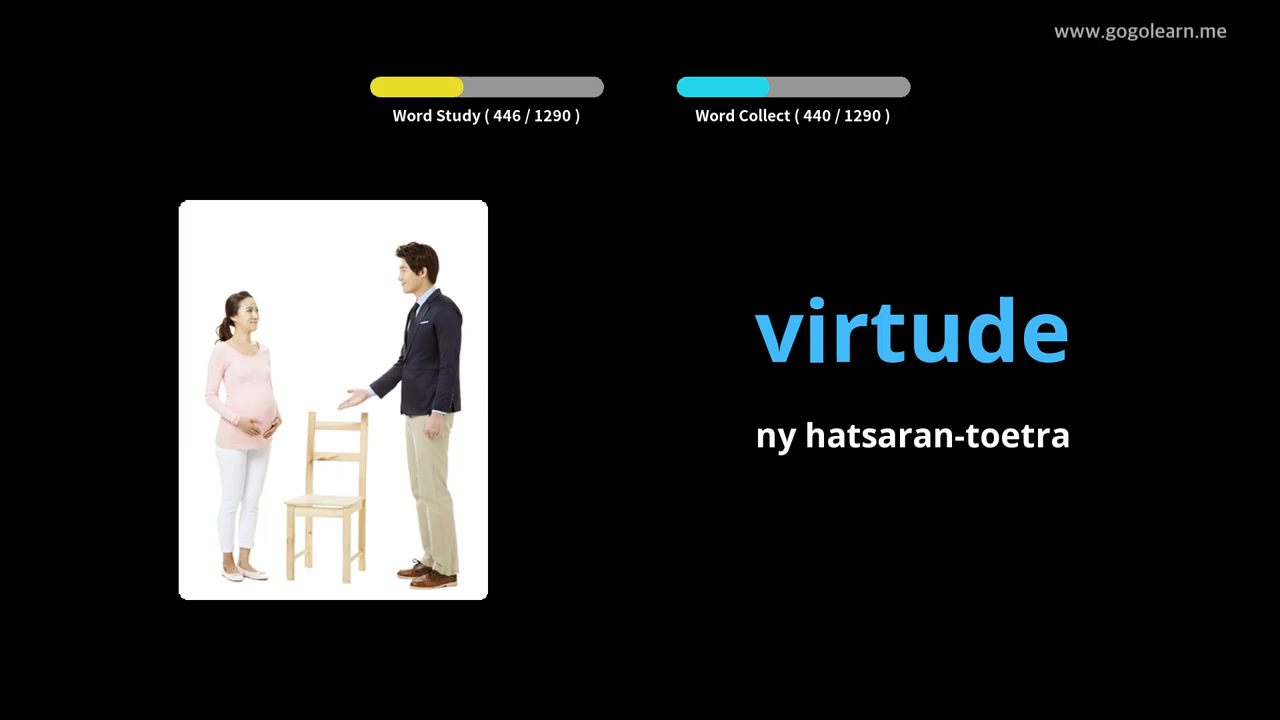 www.gogolearn.me
Word Study ( 446 / 1290 )
Word Collect ( 440 / 1290 )
virtude
ny hatsaran-toetra